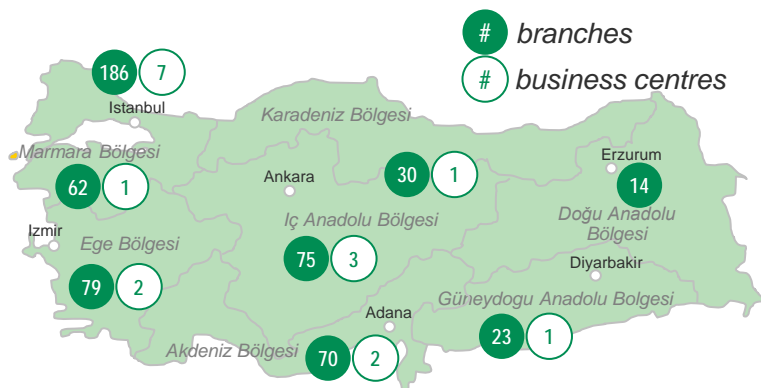 # branches
# business centres
186 7
Istanbul
Karadeniz Bölgesi
Marmara Bölgesi
62 1
Ankara
30 1
Erzurum
14
Iç Anadolu Bölgesi
Doğu Anadolu
Bölgesi
Izmir
Ege Bölgesi
75 3
Diyarbakir
79 2
Güneydogu Anadolu Bolgesi
Adana
Akdeniz Bölgesi
70 2
23 1